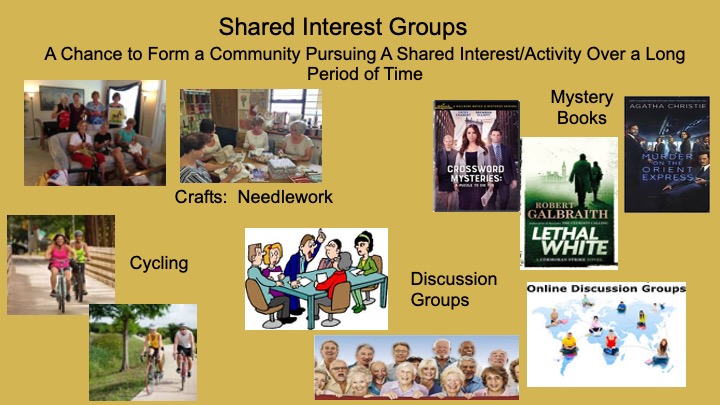 Shared Interest Groups
A Chance to Form a Community Pursuing A Shared Interest/Activity Over a Long
Period of Time
Mystery
Books
CROSSWORD
MYSTERIES:
A PUZZLE TO DIE FOR
AGATHA CHRISTIE
MURDER
ON THE
ORIENT
EXPRESS
ROBERT
GALBRAITH
LETHAL
WHITE
A CORMORAN STRIKE NOVEL
Crafts: Needlework
Cycling
Discussion
Groups
Online Discussion Groups